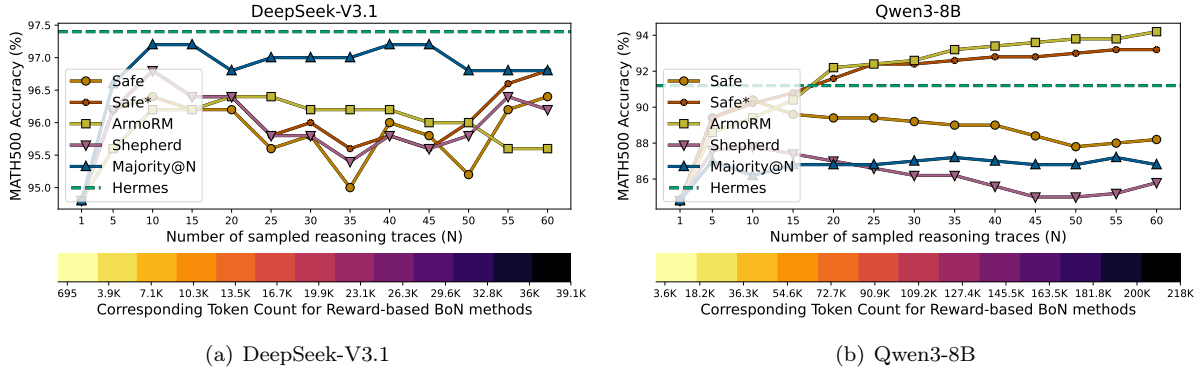 DeepSeek-V3.1
MATH500 Accuracy (%)
97.5
97.0
96.5
96.0
95.5
95.0
Safe
Safe*
ArmoRM
Shepherd
Majority@N
Hermes
1 5 10 15 20 25 30 35 40 45 50 55 60
Number of sampled reasoning traces (N)
695 3.9K 7.1K 10.3K 13.5K 16.7K 19.9K 23.1K 26.3K 29.6K 32.8K 36K 39.1K
Corresponding Token Count for Reward-based BoN methods
(a) DeepSeek-V3.1
Qwen3-8B
MATH500 Accuracy (%)
94
92
90
88
86
Safe
Safe*
ArmoRM
Shepherd
Majority@N
Hermes
1 5 10 15 20 25 30 35 40 45 50 55 60
Number of sampled reasoning traces (N)
3.6K 18.2K 36.3K 54.6K 72.7K 90.9K 109.2K 127.4K 145.5K 163.5K 181.8K 200K 218K
Corresponding Token Count for Reward-based BoN methods
(b) Qwen3-8B